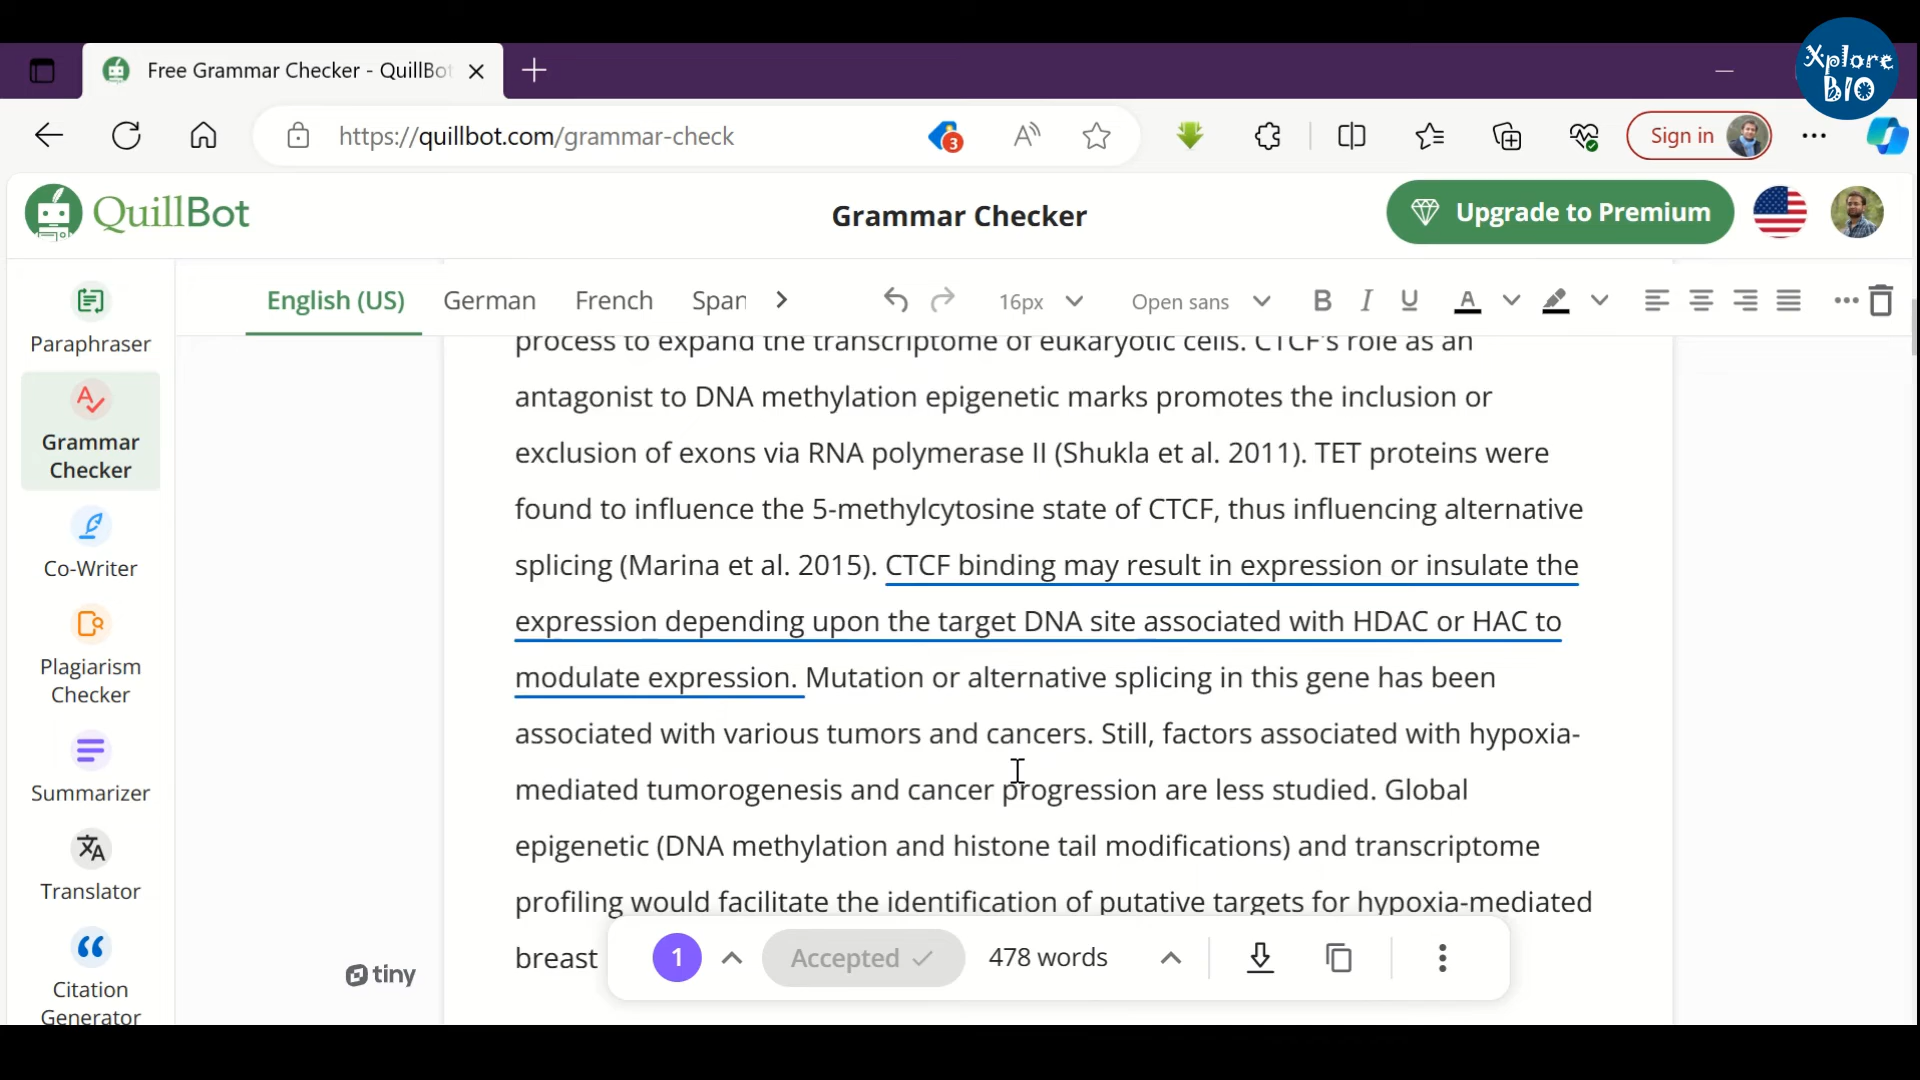 Xplore
BIO
Free Grammar Checker - QuillBot
https://quillbot.com/grammar-check
3
Sign in
QuillBot
Grammar Checker
Upgrade to Premium
Paraphraser
Grammar
Checker
Co-Writer
Plagiarism
Checker
Summarizer
Translator
Citation
Generator
English (US) German French Span
16px Open sans B I U A
process to expand the transcriptome of eukaryotic cells. CTCF's role as an
antagonist to DNA methylation epigenetic marks promotes the inclusion or
exclusion of exons via RNA polymerase II (Shukla et al. 2011). TET proteins were
found to influence the 5-methylcytosine state of CTCF, thus influencing alternative
splicing (Marina et al. 2015). CTCF binding may result in expression or insulate the
expression depending upon the target DNA site associated with HDAC or HAC to
modulate expression. Mutation or alternative splicing in this gene has been
associated with various tumors and cancers. Still, factors associated with hypoxia-
mediated tumorogenesis and cancer progression are less studied. Global
epigenetic (DNA methylation and histone tail modifications) and transcriptome
profiling would facilitate the identification of putative targets for hypoxia-mediated
breast
1 Accepted 478 words
tiny